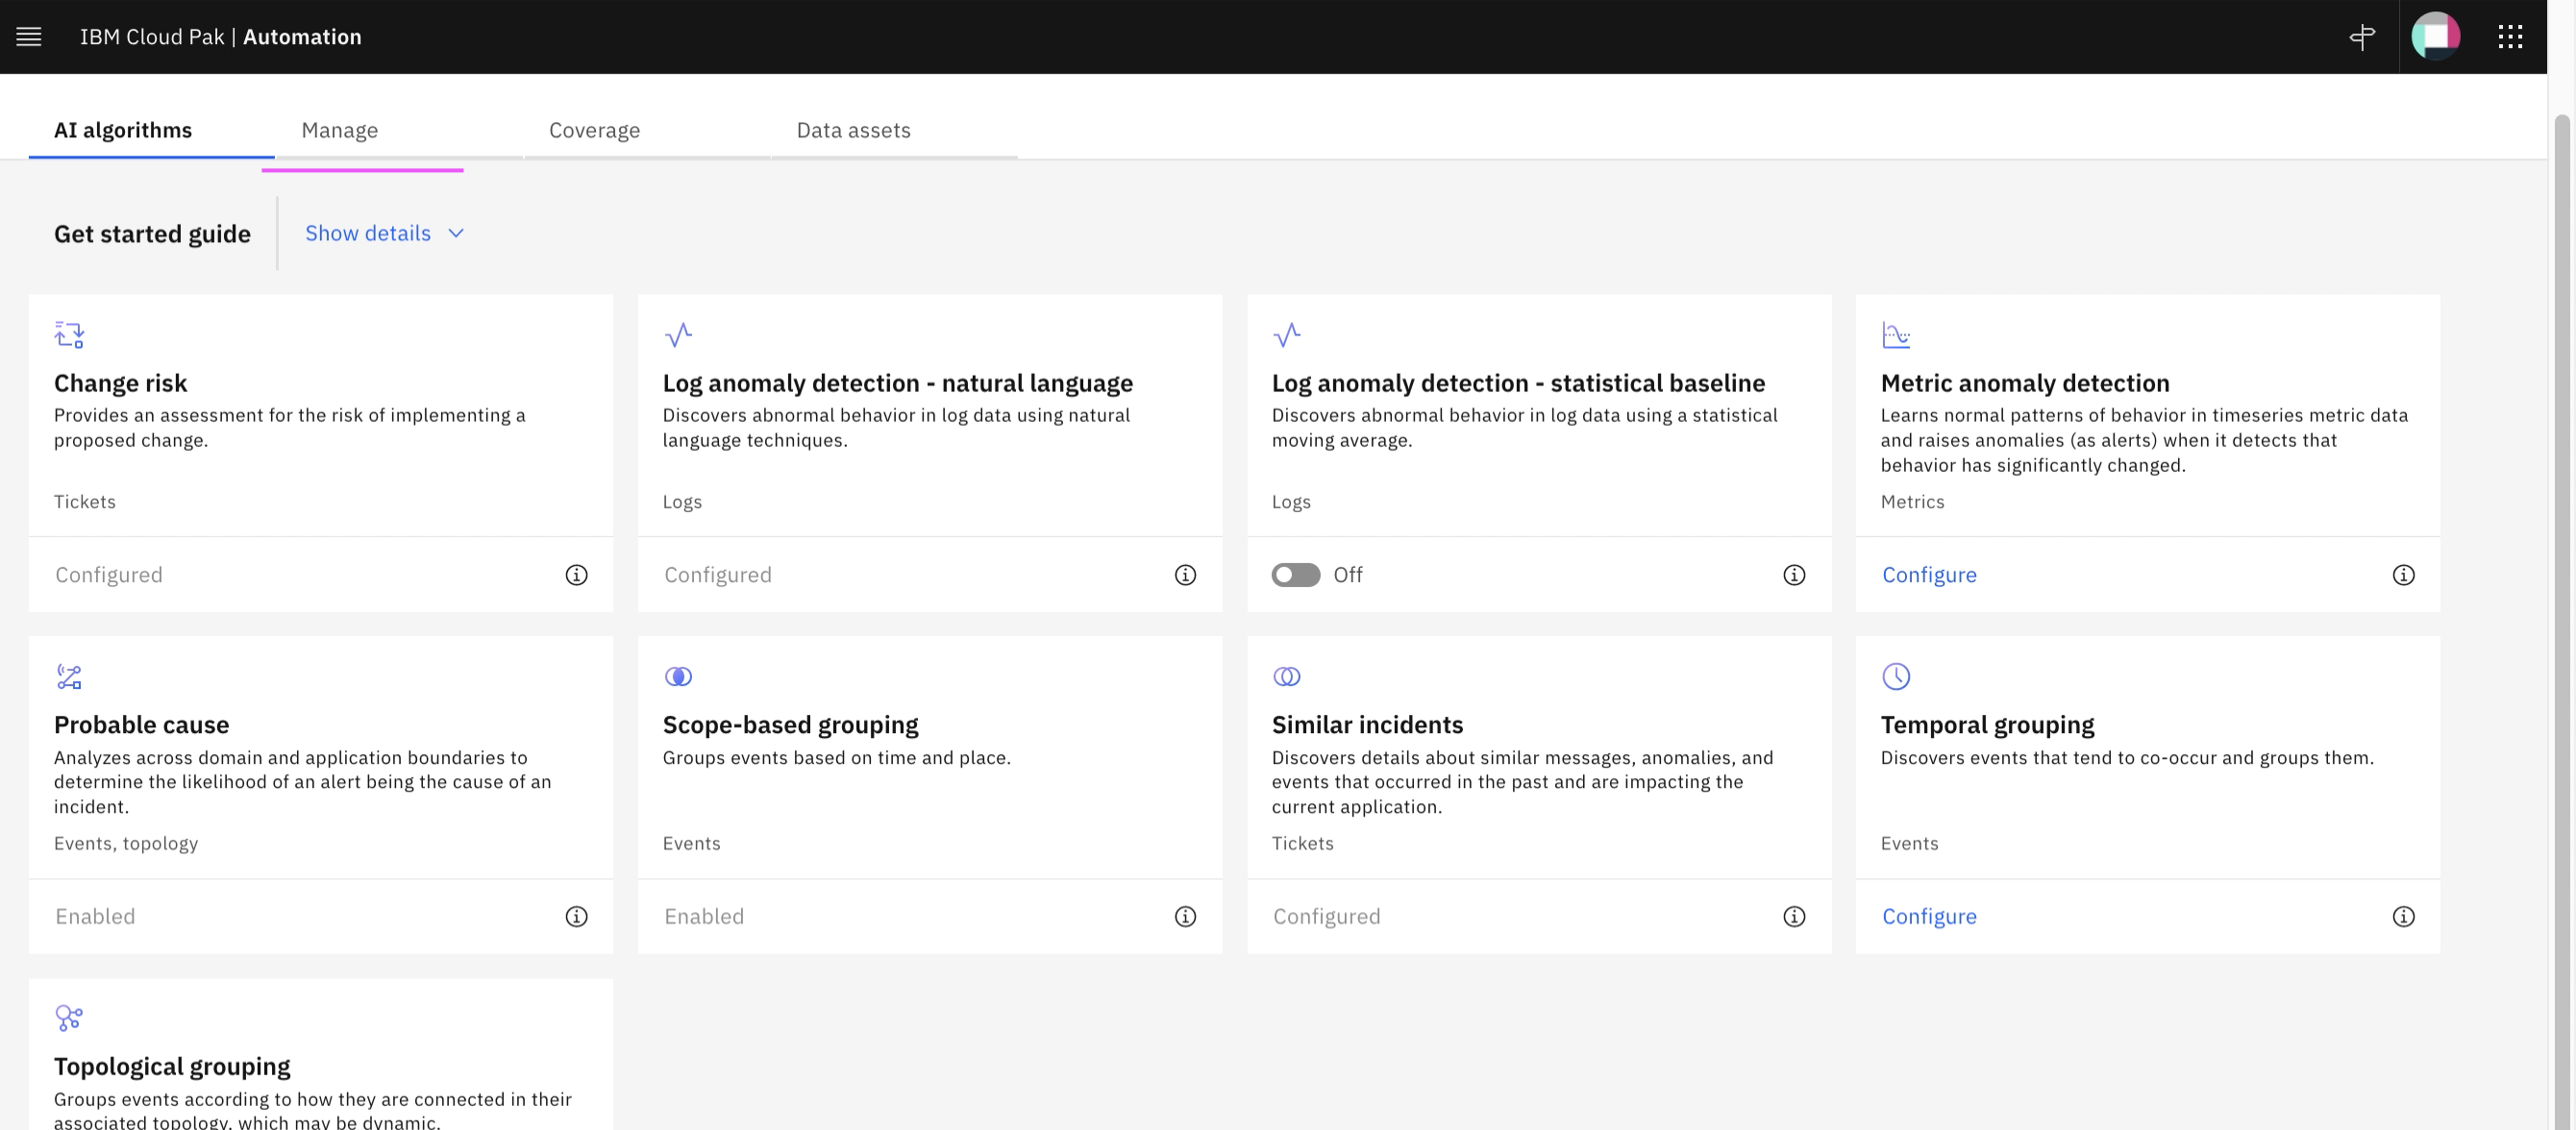 IBM Cloud Pak | Automation
AI algorithms
Manage
Coverage
Data assets
Get started guide
Show details
Change risk
Provides an assessment for the risk of implementing a
proposed change.
Tickets
Configured
Log anomaly detection - natural language
Discovers abnormal behavior in log data using natural
language techniques.
Logs
Configured
Log anomaly detection - statistical baseline
Discovers abnormal behavior in log data using a statistical
moving average.
Logs
Off
Metric anomaly detection
Learns normal patterns of behavior in timeseries metric data
and raises anomalies (as alerts) when it detects that
behavior has significantly changed.
Metrics
Configure
Probable cause
Analyzes across domain and application boundaries to
determine the likelihood of an alert being the cause of an
incident.
Events, topology
Enabled
Scope-based grouping
Groups events based on time and place.
Events
Enabled
Similar incidents
Discovers details about similar messages, anomalies, and
events that occurred in the past and are impacting the
current application.
Tickets
Configured
Temporal grouping
Discovers events that tend to co-occur and groups them.
Events
Configure
Topological grouping
Groups events according to how they are connected in their
associated topology, which may be dynamic.